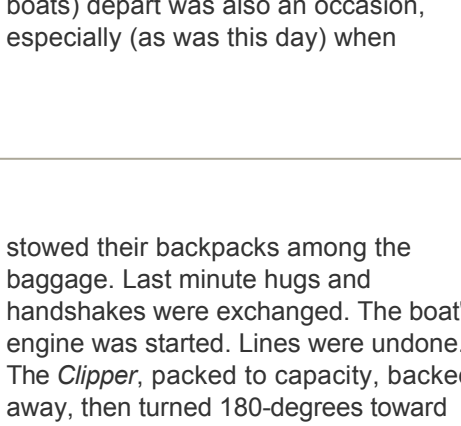 boats) depart was also an occasion,
especially (as was this day) when
stowed their backpacks among the
baggage. Last minute hugs and
handshakes were exchanged. The boat'
engine was started. Lines were undone.
The Clipper, packed to capacity, backed
away, then turned 180-degrees toward